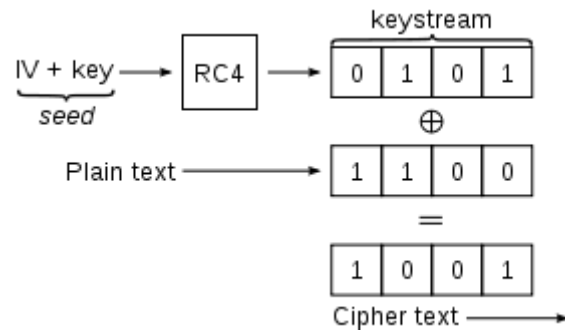 keystream
IV + key RC4 0 1 0 1
seed
⊕
Plain text 1 1 0 0
=
1 0 0 1
Cipher text